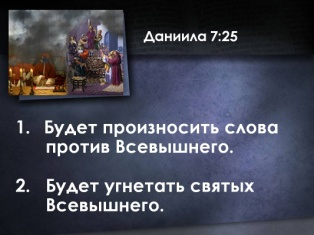 Даниила 7:25
1. Будет произносить слова
против Всевышнего.
2. Будет угнетать святых
Всевышнего.